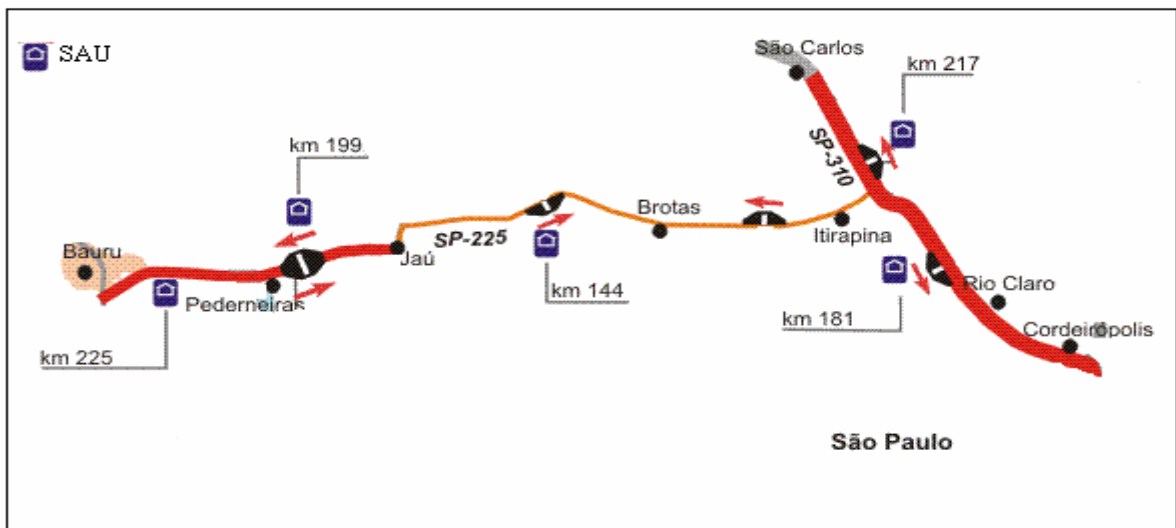 SAU
São Carlos
km 217
km 199
SP-310
Brotas
Bauru
SP-225
Jaú
Itirapina
Pederneiras
km 144
km 181
Rio Claro
km 225
Cordeirópolis
São Paulo